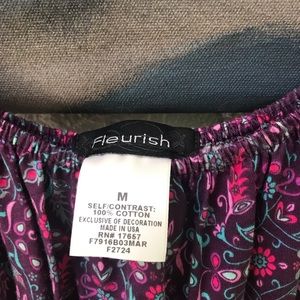 Fleurish
M
SELF/CONTRAST:
100% COTTON
EXCLUSIVE OF DECORATION
MADE IN USA
RN# 17657
F7916B03MAR
F2724